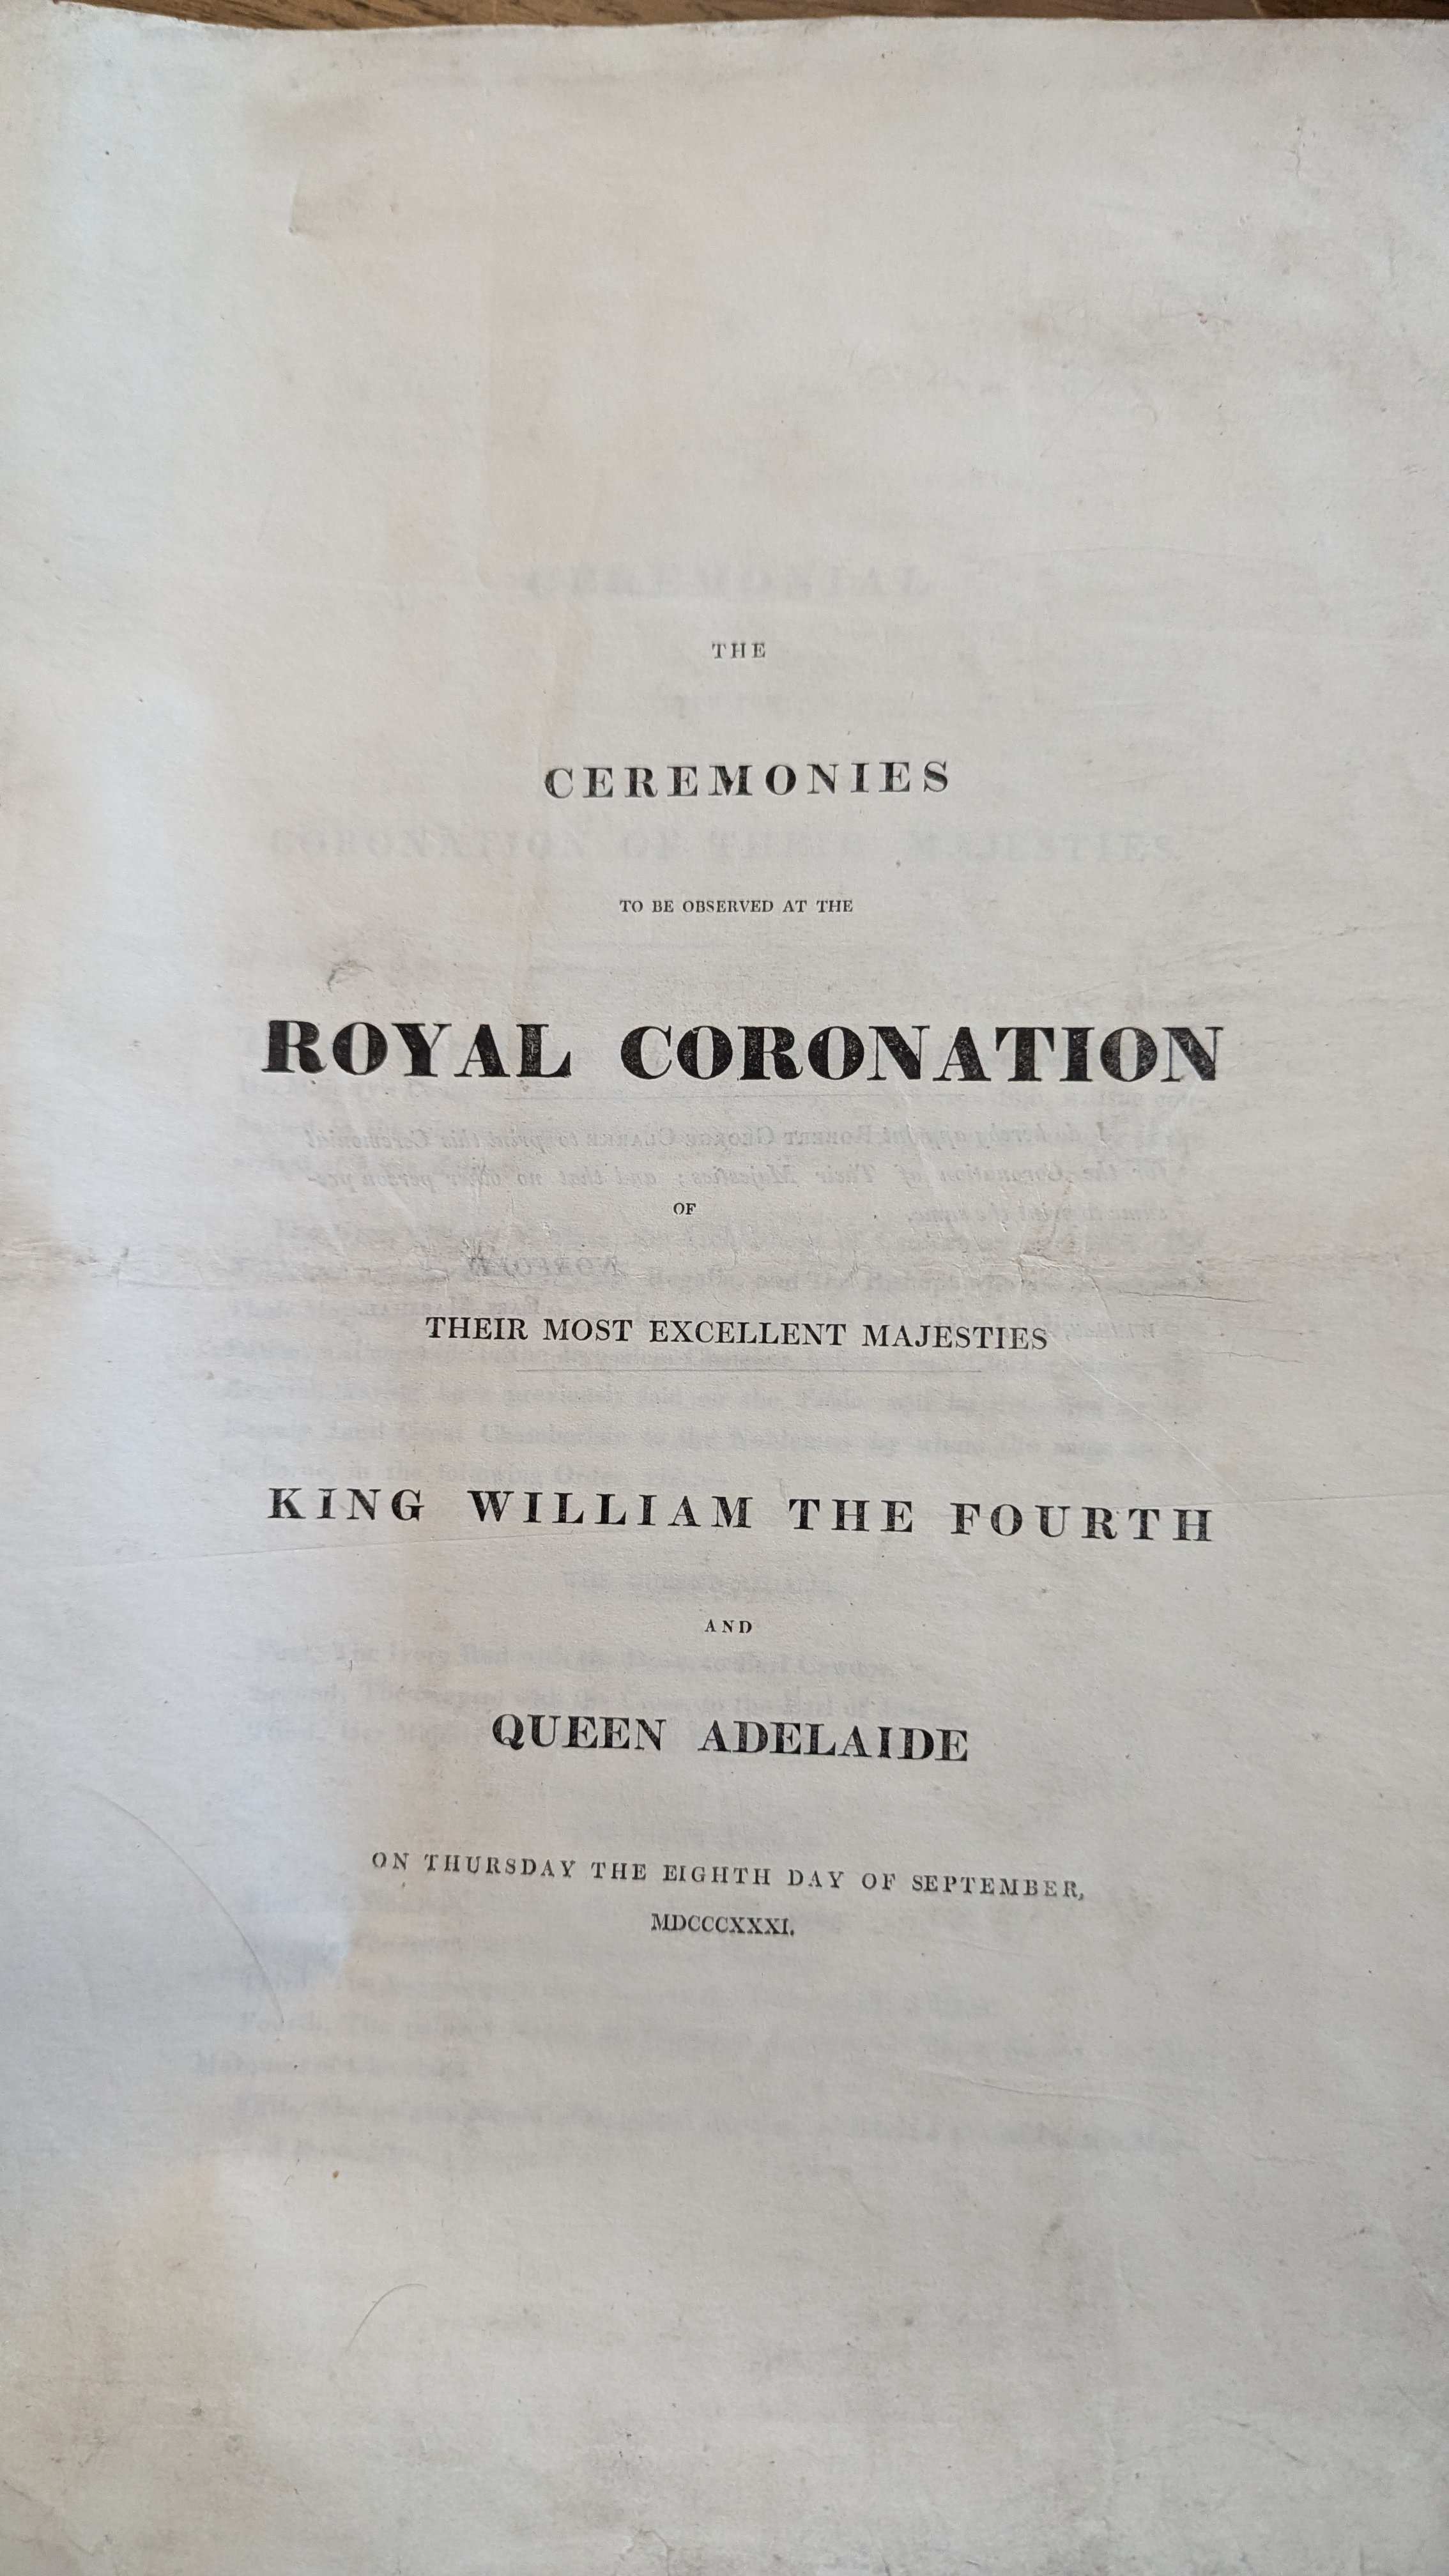 THE
CEREMONIES
TO BE OBSERVED AT THE
ROYAL CORONATION
OF
THEIR MOST EXCELLENT MAJESTIES
KING WILLIAM THE FOURTH
AND
QUEEN ADELAIDE
ON THURSDAY THE EIGHTH DAY OF SEPTEMBER,
MDCCCXXXI.